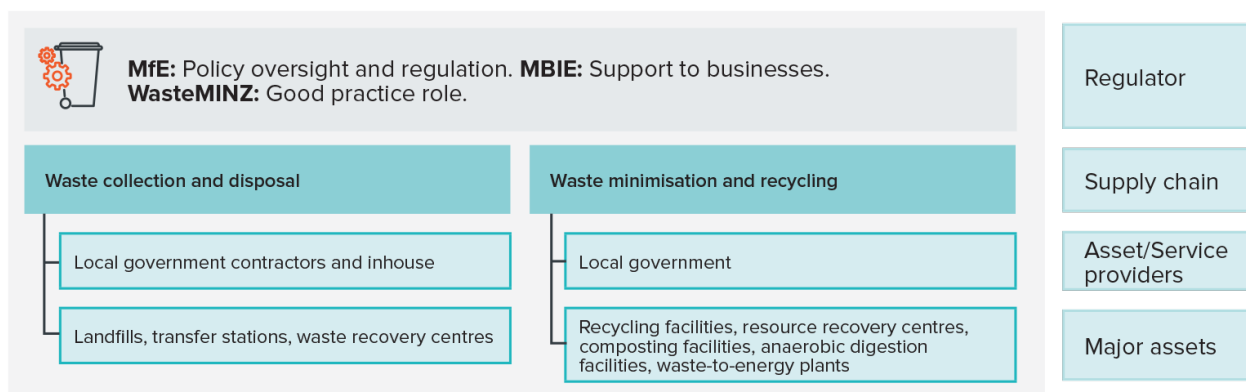 MfE: Policy oversight and regulation. MBIE: Support to businesses.
WasteMINZ: Good practice role.
Regulator
Waste collection and disposal
Waste minimisation and recycling
Supply chain
Local government contractors and inhouse
Local government
Asset/Service
providers
Landfills, transfer stations, waste recovery centres
Recycling facilities, resource recovery centres,
composting facilities, anaerobic digestion
facilities, waste-to-energy plants
Major assets